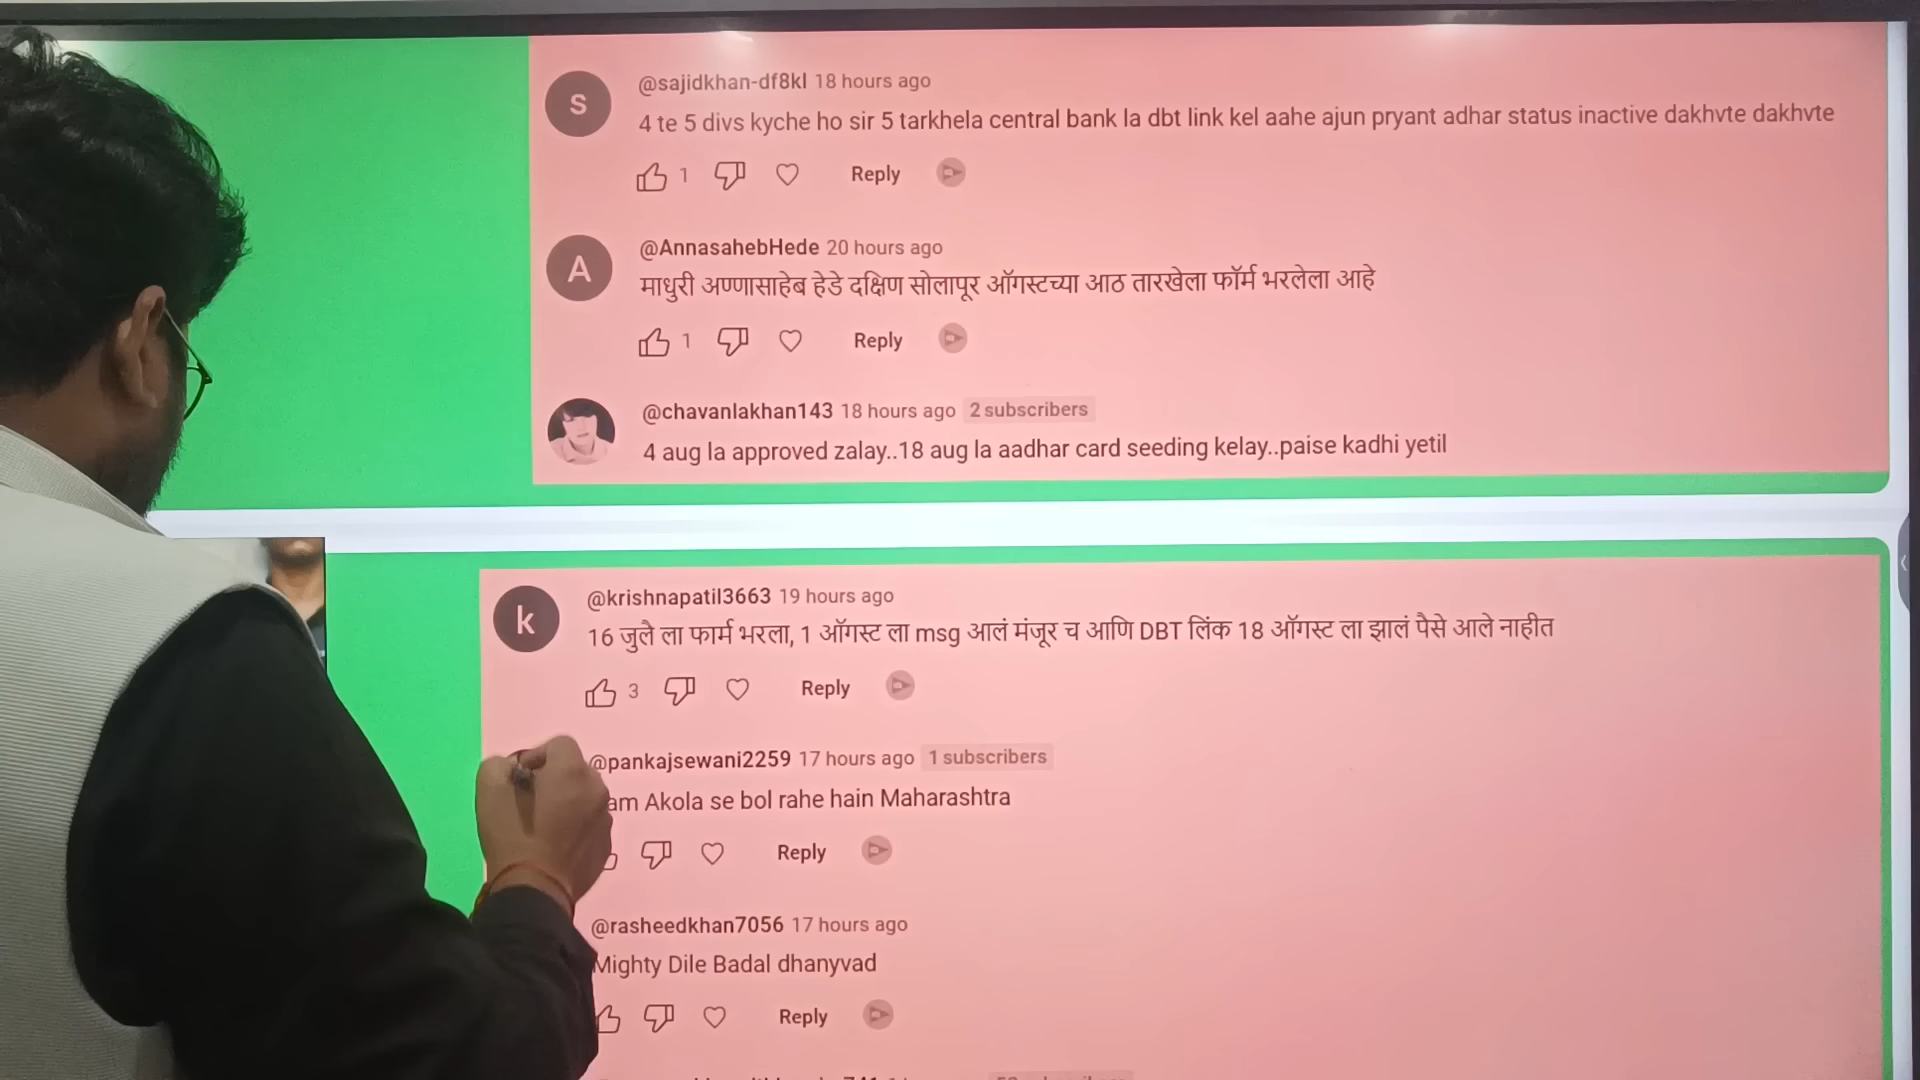 S
@sajidkhan-df8kl 18 hours ago
4 te 5 divs kyche ho sir 5 tarkhela central bank la dbt link kel aahe ajun pryant adhar status inactive dakhvte dakhvte
1 Reply
A
@AnnasahebHede 20 hours ago
माधुरी अण्णासाहेब हेडे दक्षिण सोलापूर ऑगस्टच्या आठ तारखेला फॉर्म भरलेला आहे
1 Reply
@chavanlakhan143 18 hours ago 2 subscribers
4 aug la approved zalay..18 aug la aadhar card seeding kelay..paise kadhi yetil
k
@krishnapatil3663 19 hours ago
16 जुलै ला फार्म भरला, 1 ऑगस्ट ला msg आलं मंजूर च आणि DBT लिंक 18 ऑगस्ट ला झालं पैसे आले नाहीत
3 Reply
@pankajsewani2259 17 hours ago 1 subscribers
am Akola se bol rahe hain Maharashtra
Reply
@rasheedkhan7056 17 hours ago
Mighty Dile Badal dhanyvad
Reply